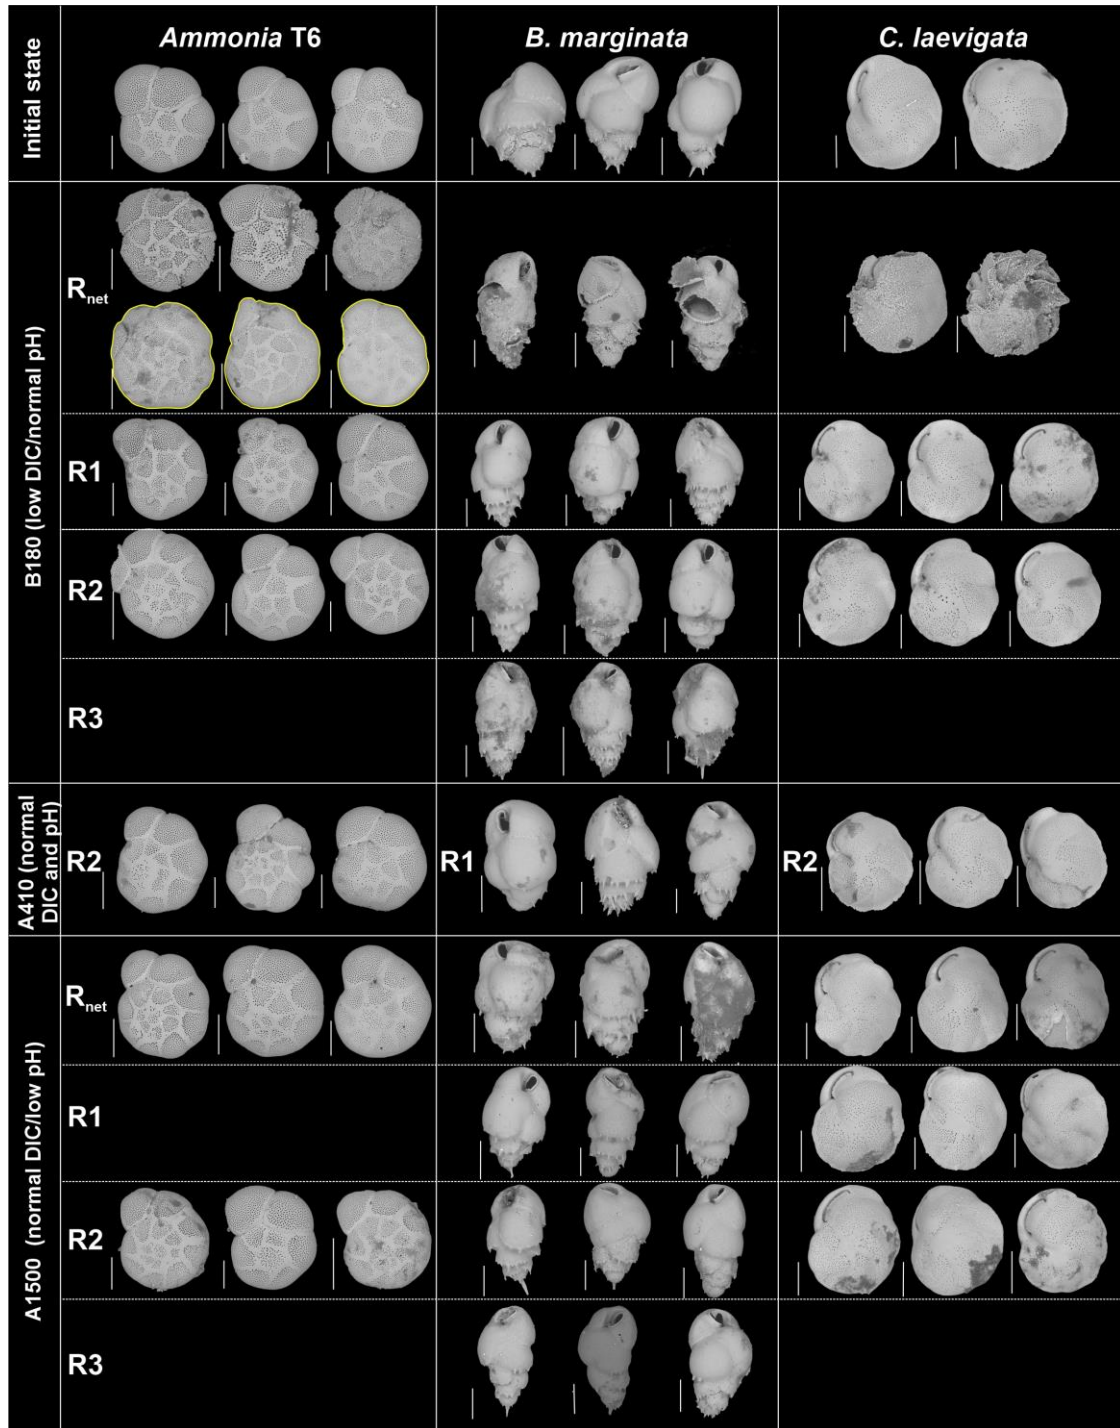 Ammonia T6
B. marginata
C. laevigata
Initial state
B180 (low DIC/normal pH)
Rnet
R1
R2
R3
A410 (normal
DIC and pH)
R2
R1
R2
A1500 (normal DIC/low pH)
Rnet
R1
R2
R3